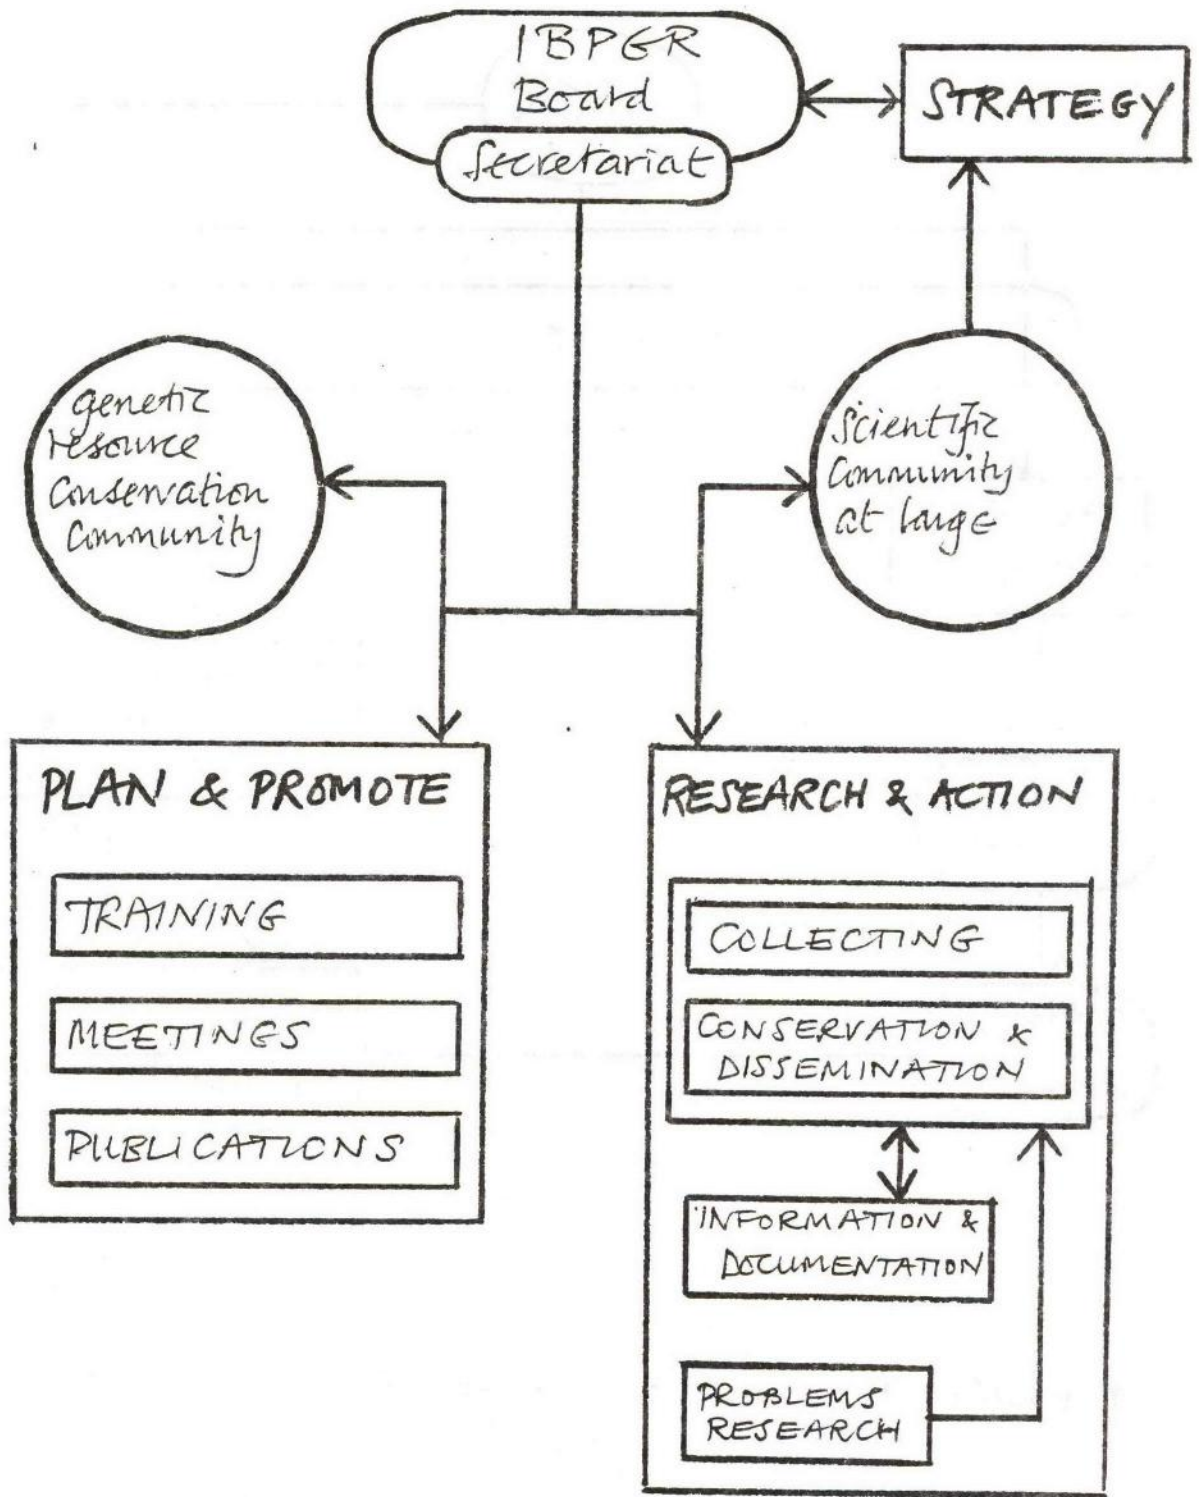 IBPGR
Board
Secretariat
STRATEGY
genetic
resource
Conservation
Community
Scientific
Community
at large
PLAN & PROMOTE
TRAINING
MEETINGS
PUBLICATIONS
RESEARCH & ACTION
COLLECTING
CONSERVATION &
DISSEMINATION
INFORMATION &
DOCUMENTATION
PROBLEMS
RESEARCH